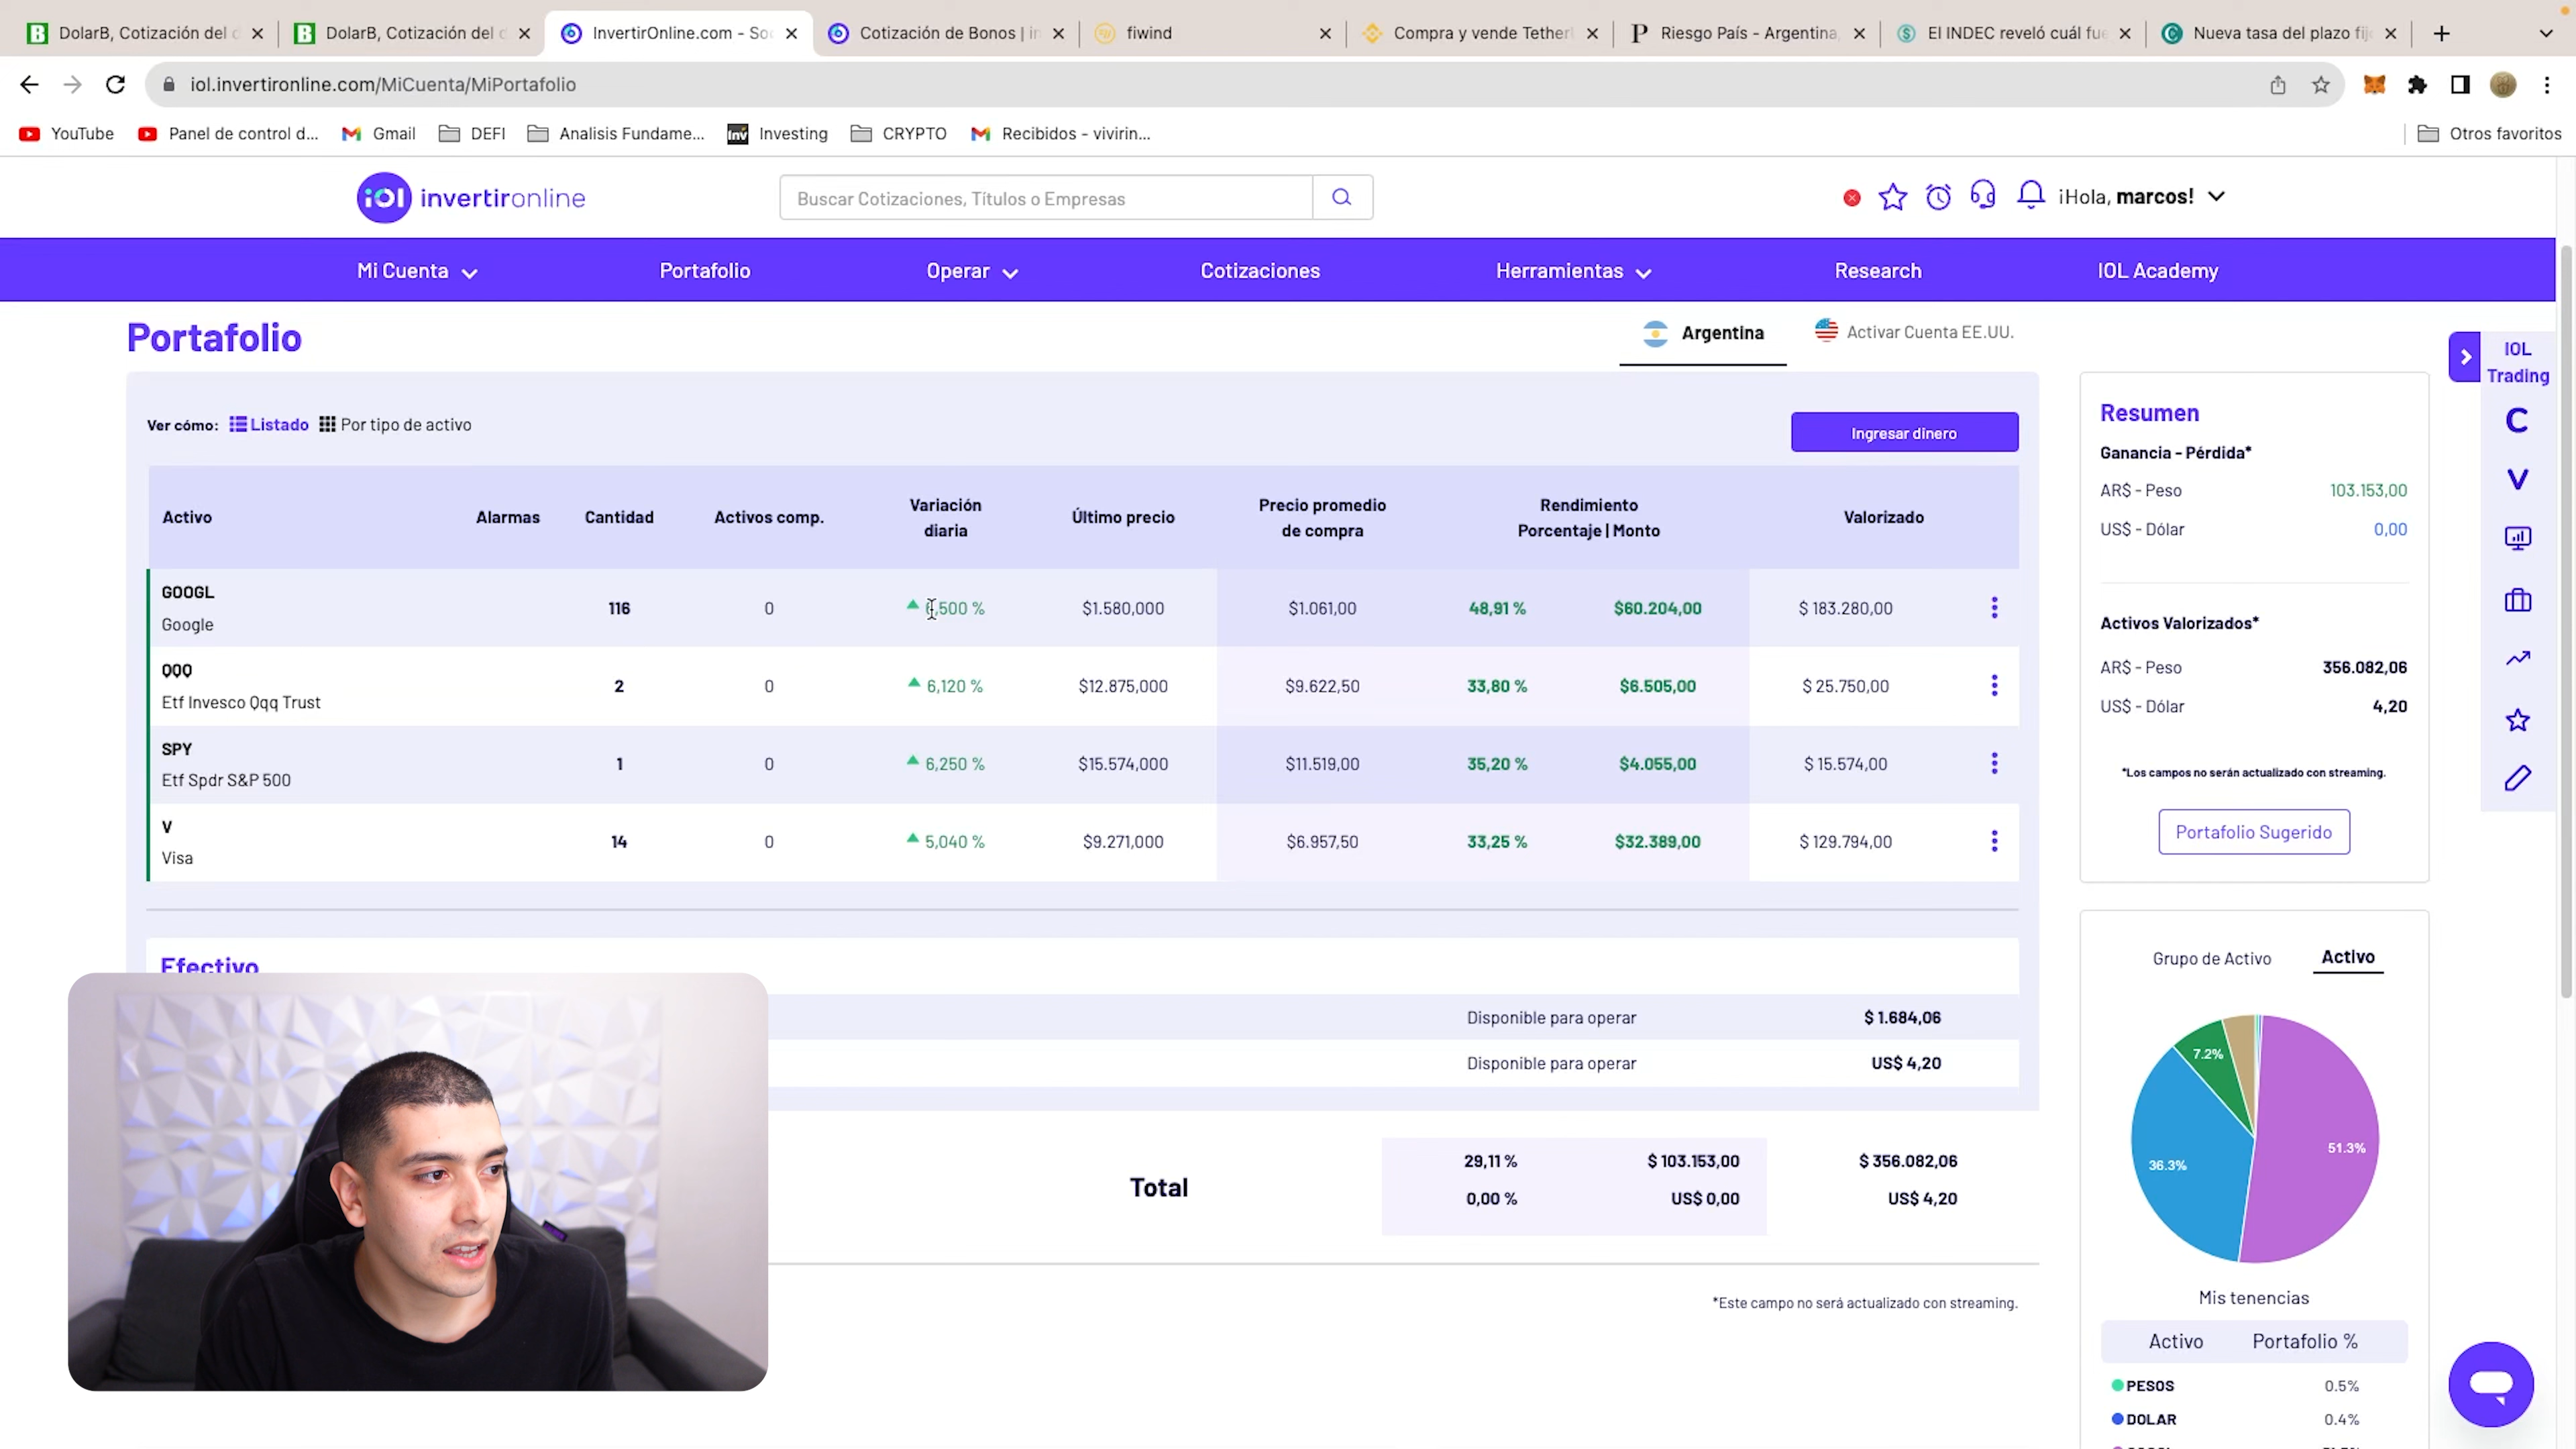 DolarB, Cotización del d
DolarB, Cotización del d
InvertirOnline.com - Soc
Cotización de Bonos | in
fiwind
Compra y vende Tether
Riesgo País - Argentina,
El INDEC reveló cuál fue
Nueva tasa del plazo fij
iol.invertironline.com/MiCuenta/MiPortafolio
YouTube
Panel de control d...
Gmail
DEFI
Analisis Fundame...
Investing
CRYPTO
Recibidos - vivirin...
Otros favoritos
iOl invertironline
Buscar Cotizaciones, Títulos o Empresas
¡Hola, marcos!
Mi Cuenta
Portafolio
Operar
Cotizaciones
Herramientas
Research
IOL Academy
Portafolio
Argentina
Activar Cuenta EE.UU.
IOL
Trading
Ver cómo: Listado Por tipo de activo
Ingresar dinero
Activo Alarmas Cantidad Activos comp. Variación diaria Último precio Precio promedio de compra Rendimiento Porcentaje | Monto Valorizado
GOOGL
Google
116 0 ,500 % $1.580,000 $1.061,00 48,91 % $60.204,00 $ 183.280,00
QQQ
Etf Invesco Qqq Trust
2 0 6,120 % $12.875,000 $9.622,50 33,80 % $6.505,00 $ 25.750,00
SPY
Etf Spdr S&P 500
1 0 6,250 % $15.574,000 $11.519,00 35,20 % $4.055,00 $ 15.574,00
V
Visa
14 0 5,040 % $9.271,000 $6.957,50 33,25 % $32.389,00 $ 129.794,00
Efectivo
Disponible para operar $ 1.684,06
Disponible para operar US$ 4,20
Total
29,11 % $ 103.153,00 $ 356.082,06
0,00 % US$ 0,00 US$ 4,20
*Este campo no será actualizado con streaming.
Resumen
Ganancia - Pérdida*
AR$ - Peso 103.153,00
US$ - Dólar 0,00
Activos Valorizados*
AR$ - Peso 356.082,06
US$ - Dólar 4,20
*Los campos no serán actualizado con streaming.
Portafolio Sugerido
Grupo de Activo Activo
7.2%
36.3%
51.3%
Mis tenencias
Activo Portafolio %
PESOS 0.5%
DOLAR 0.4%